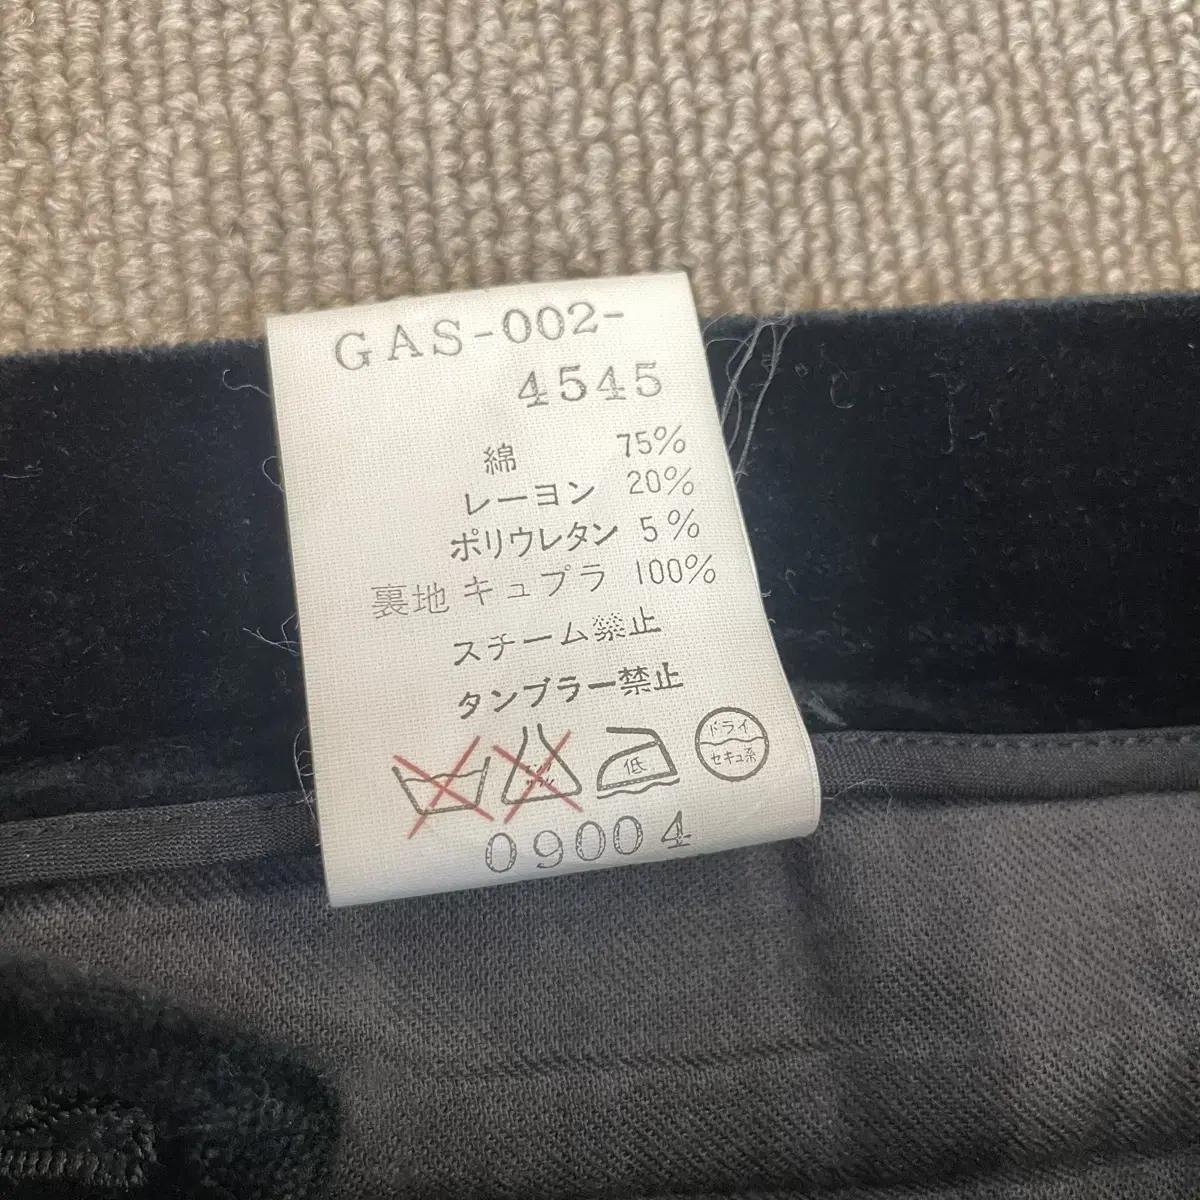 GAS-002-
4545
綿 75%
レーヨン 20%
ポリウレタン 5%
裏地 キュプラ 100%
スチーム禁止
タンブラー禁止
低
ドライ
セキュ系
09004